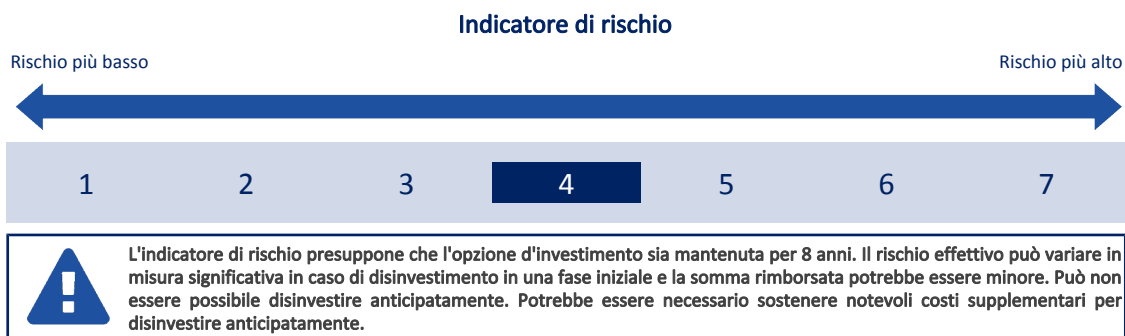 Indicatore di rischio
Rischio più basso Rischio più alto
1 2 3 4 5 6 7
L'indicatore di rischio presuppone che l'opzione d'investimento sia mantenuta per 8 anni. Il rischio effettivo può variare in
misura significativa in caso di disinvestimento in una fase iniziale e la somma rimborsata potrebbe essere minore. Può non
essere possibile disinvestire anticipatamente. Potrebbe essere necessario sostenere notevoli costi supplementari per
disinvestire anticipatamente.